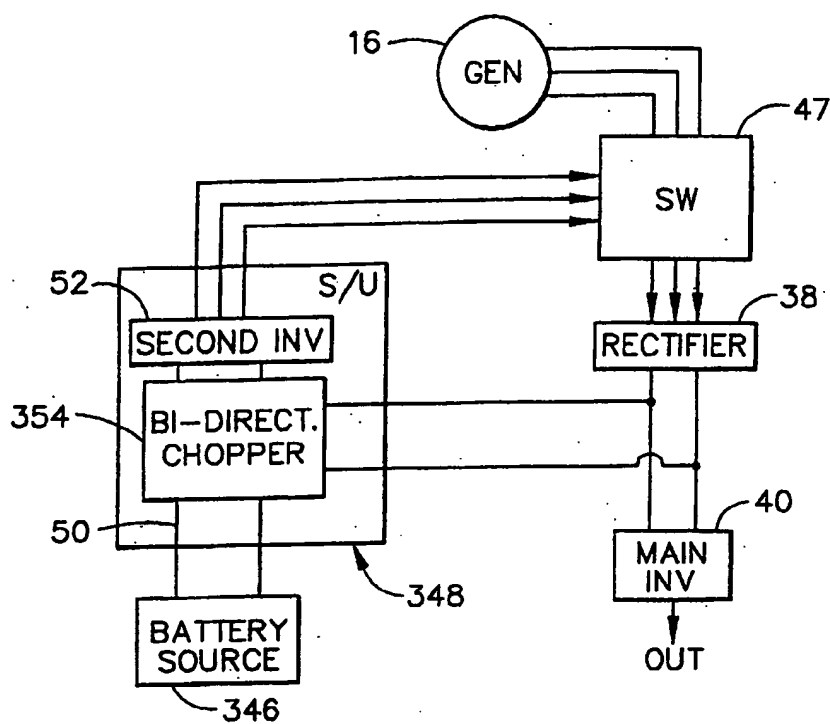 16
GEN
47
SW
52
S/U
SECOND INV
38
RECTIFIER
354
BI-DIRECT.
CHOPPER
50
40
MAIN
INV
348
BATTERY
SOURCE
OUT
346